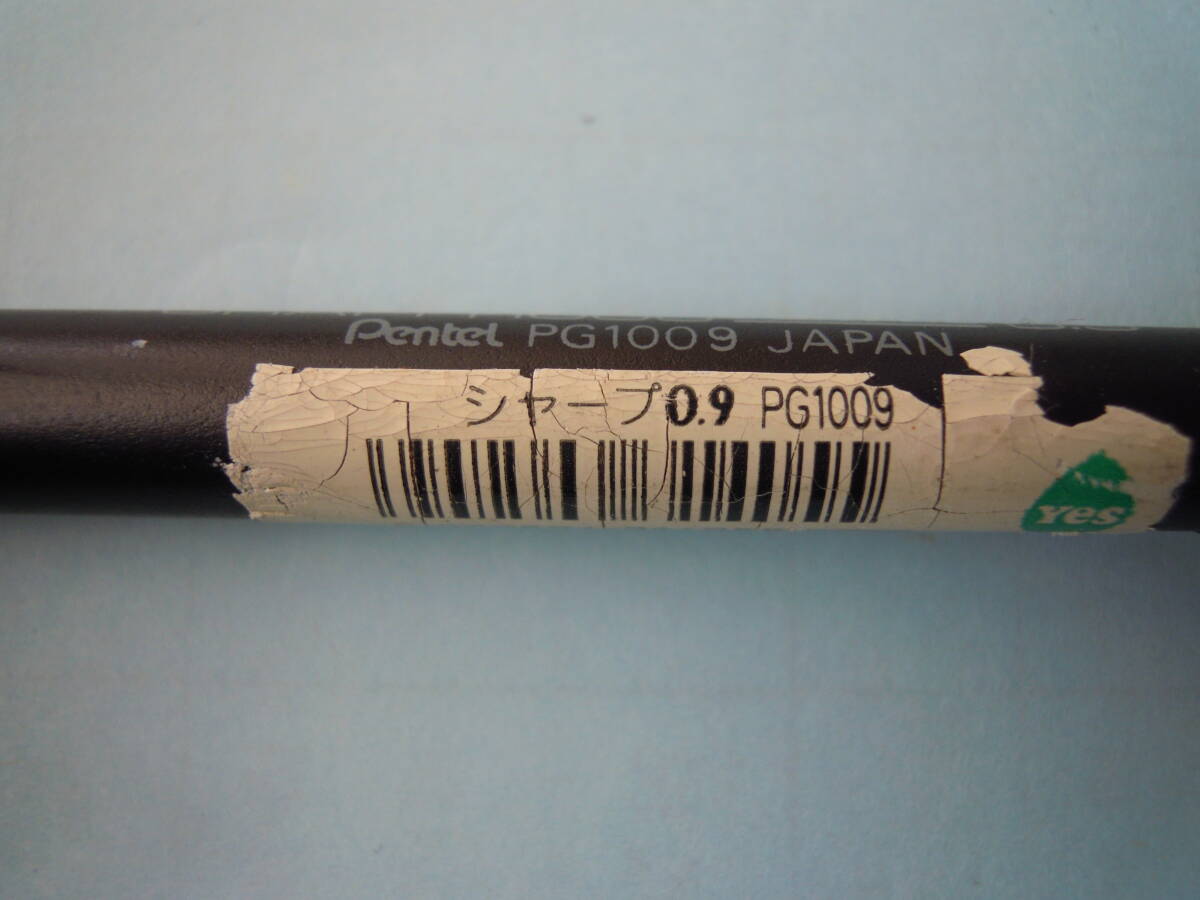 Pentel PG1009 JAPAN
シャープ0.9 PG1009
Yes